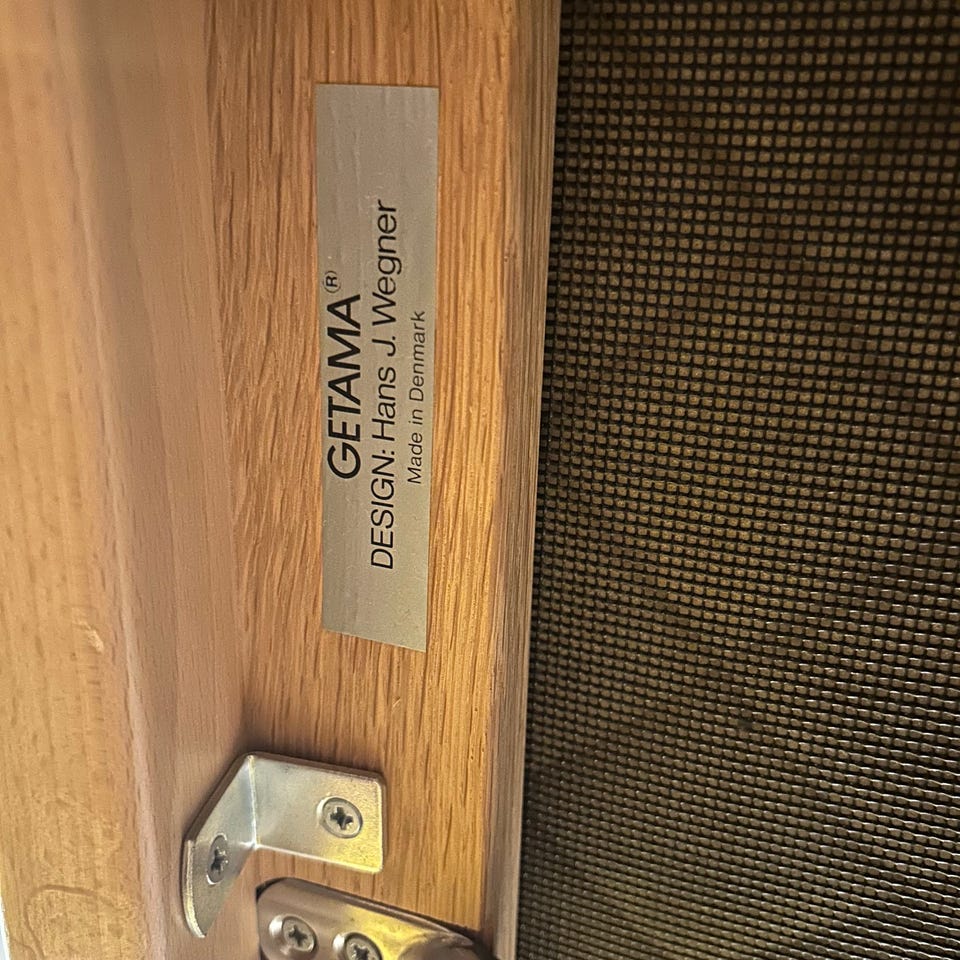 GETAMA®
DESIGN: Hans J. Wegner
Made in Denmark